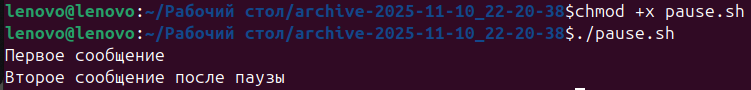 lenovo@lenovo:~/Рабочий стол/archive-2025-11-10_22-20-38$chmod +x pause.sh
lenovo@lenovo:~/Рабочий стол/archive-2025-11-10_22-20-38$./pause.sh
Первое сообщение
Второе сообщение после паузы